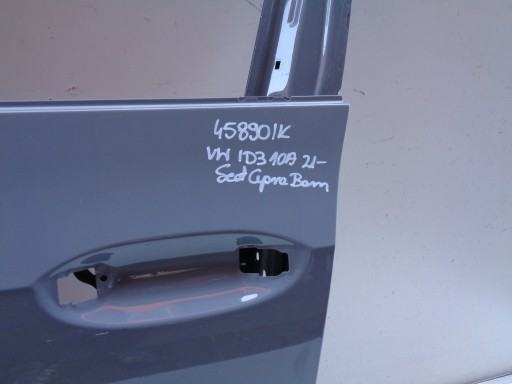 458901K
VW ID3 10A 21-
Seat Cupra Born